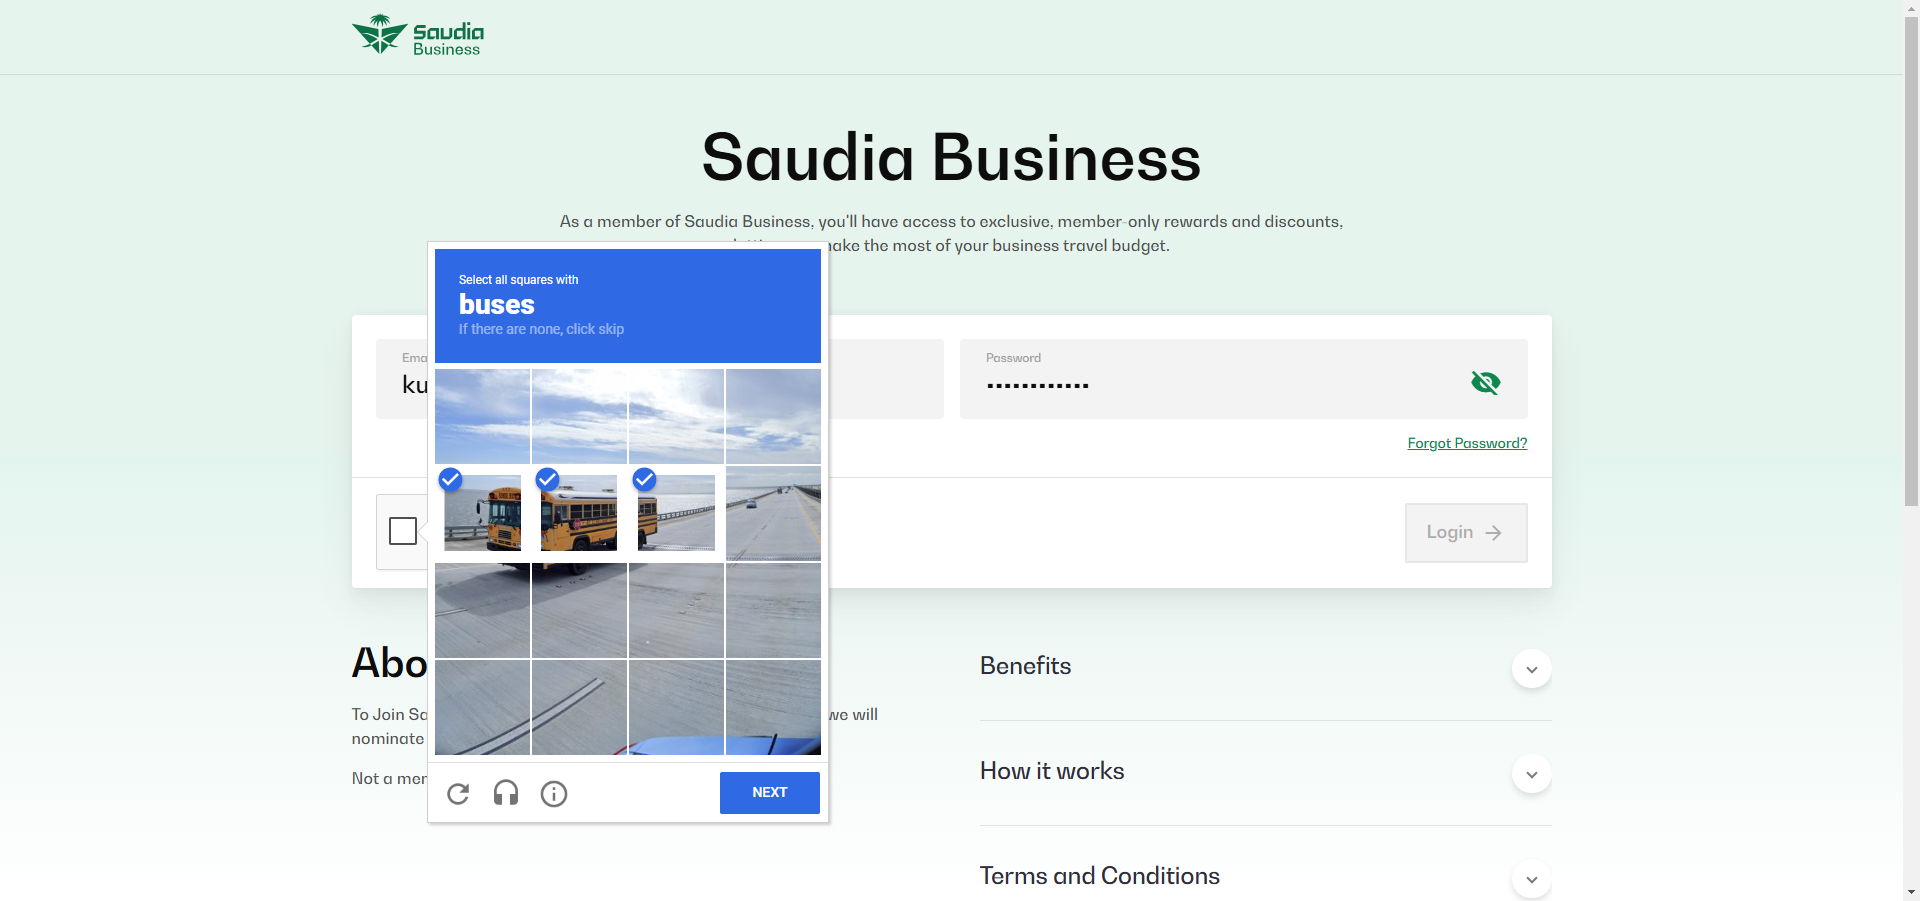 Saudia
Business
Saudia Business
As a member of Saudia Business, you'll have access to exclusive, member-only rewards and discounts,
make the most of your business travel budget.
Select all squares with
buses
If there are none, click skip
Ema
ku
Password
••••••••••••
Forgot Password?
Login
NEXT
Abo
To Join Sa
we will
nominate
Not a mem
Benefits
How it works
Terms and Conditions